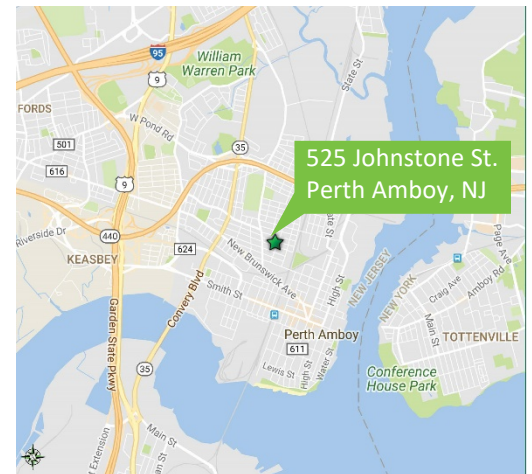 95
William
Warren Park
9
State St
FORDS
W Pond Rd
35
501
525 Johnstone St.
Perth Amboy, NJ
616
9
State St
Riverside Dr
440
624
KEASBEY
New Brunswick Ave
NEW JERSEY
NEW YORK
Page Ave
Convery Blvd
Smith St
High St
Craig Ave
Amboy Rd
Garden State Pkwy
Perth Amboy
Main St
TOTTENVILLE
611
35
Lewis St
High St
Water St
Conference
House Park
Main St
Extension